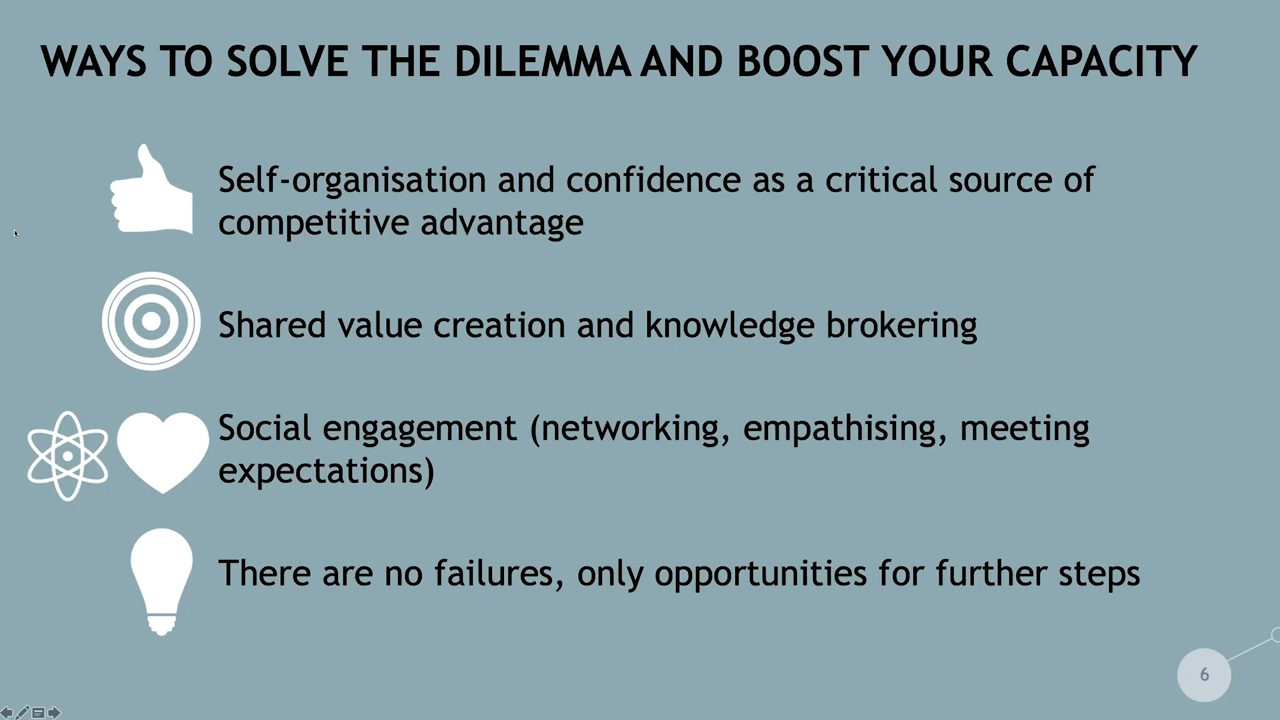 WAYS TO SOLVE THE DILEMMA AND BOOST YOUR CAPACITY
Self-organisation and confidence as a critical source of
competitive advantage
Shared value creation and knowledge brokering
Social engagement (networking, empathising, meeting
expectations)
There are no failures, only opportunities for further steps
6